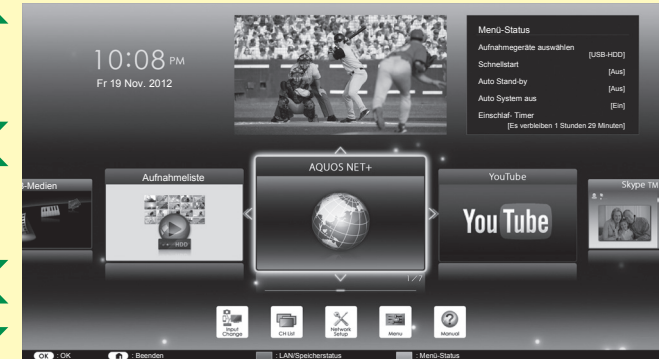 10:08 PM
Fr 19 Nov. 2012
Menü-Status
Aufnahmegeräte auswählen
[USB-HDD]
Schnellstart
[Aus]
Auto Stand-by
[Aus]
Auto System aus
[Ein]
Einschlaf- Timer
[Es verbleiben 1 Stunden 29 Minuten]
-Medien
Aufnahmeliste
HDD
AQUOS NET+
YouTube
You Tube
Skype TM
1/7
Input Change
CH List
Network Setup
Menu
Manual
OK : OK
: Beenden
: LAN/Speicherstatus
: Menü-Status